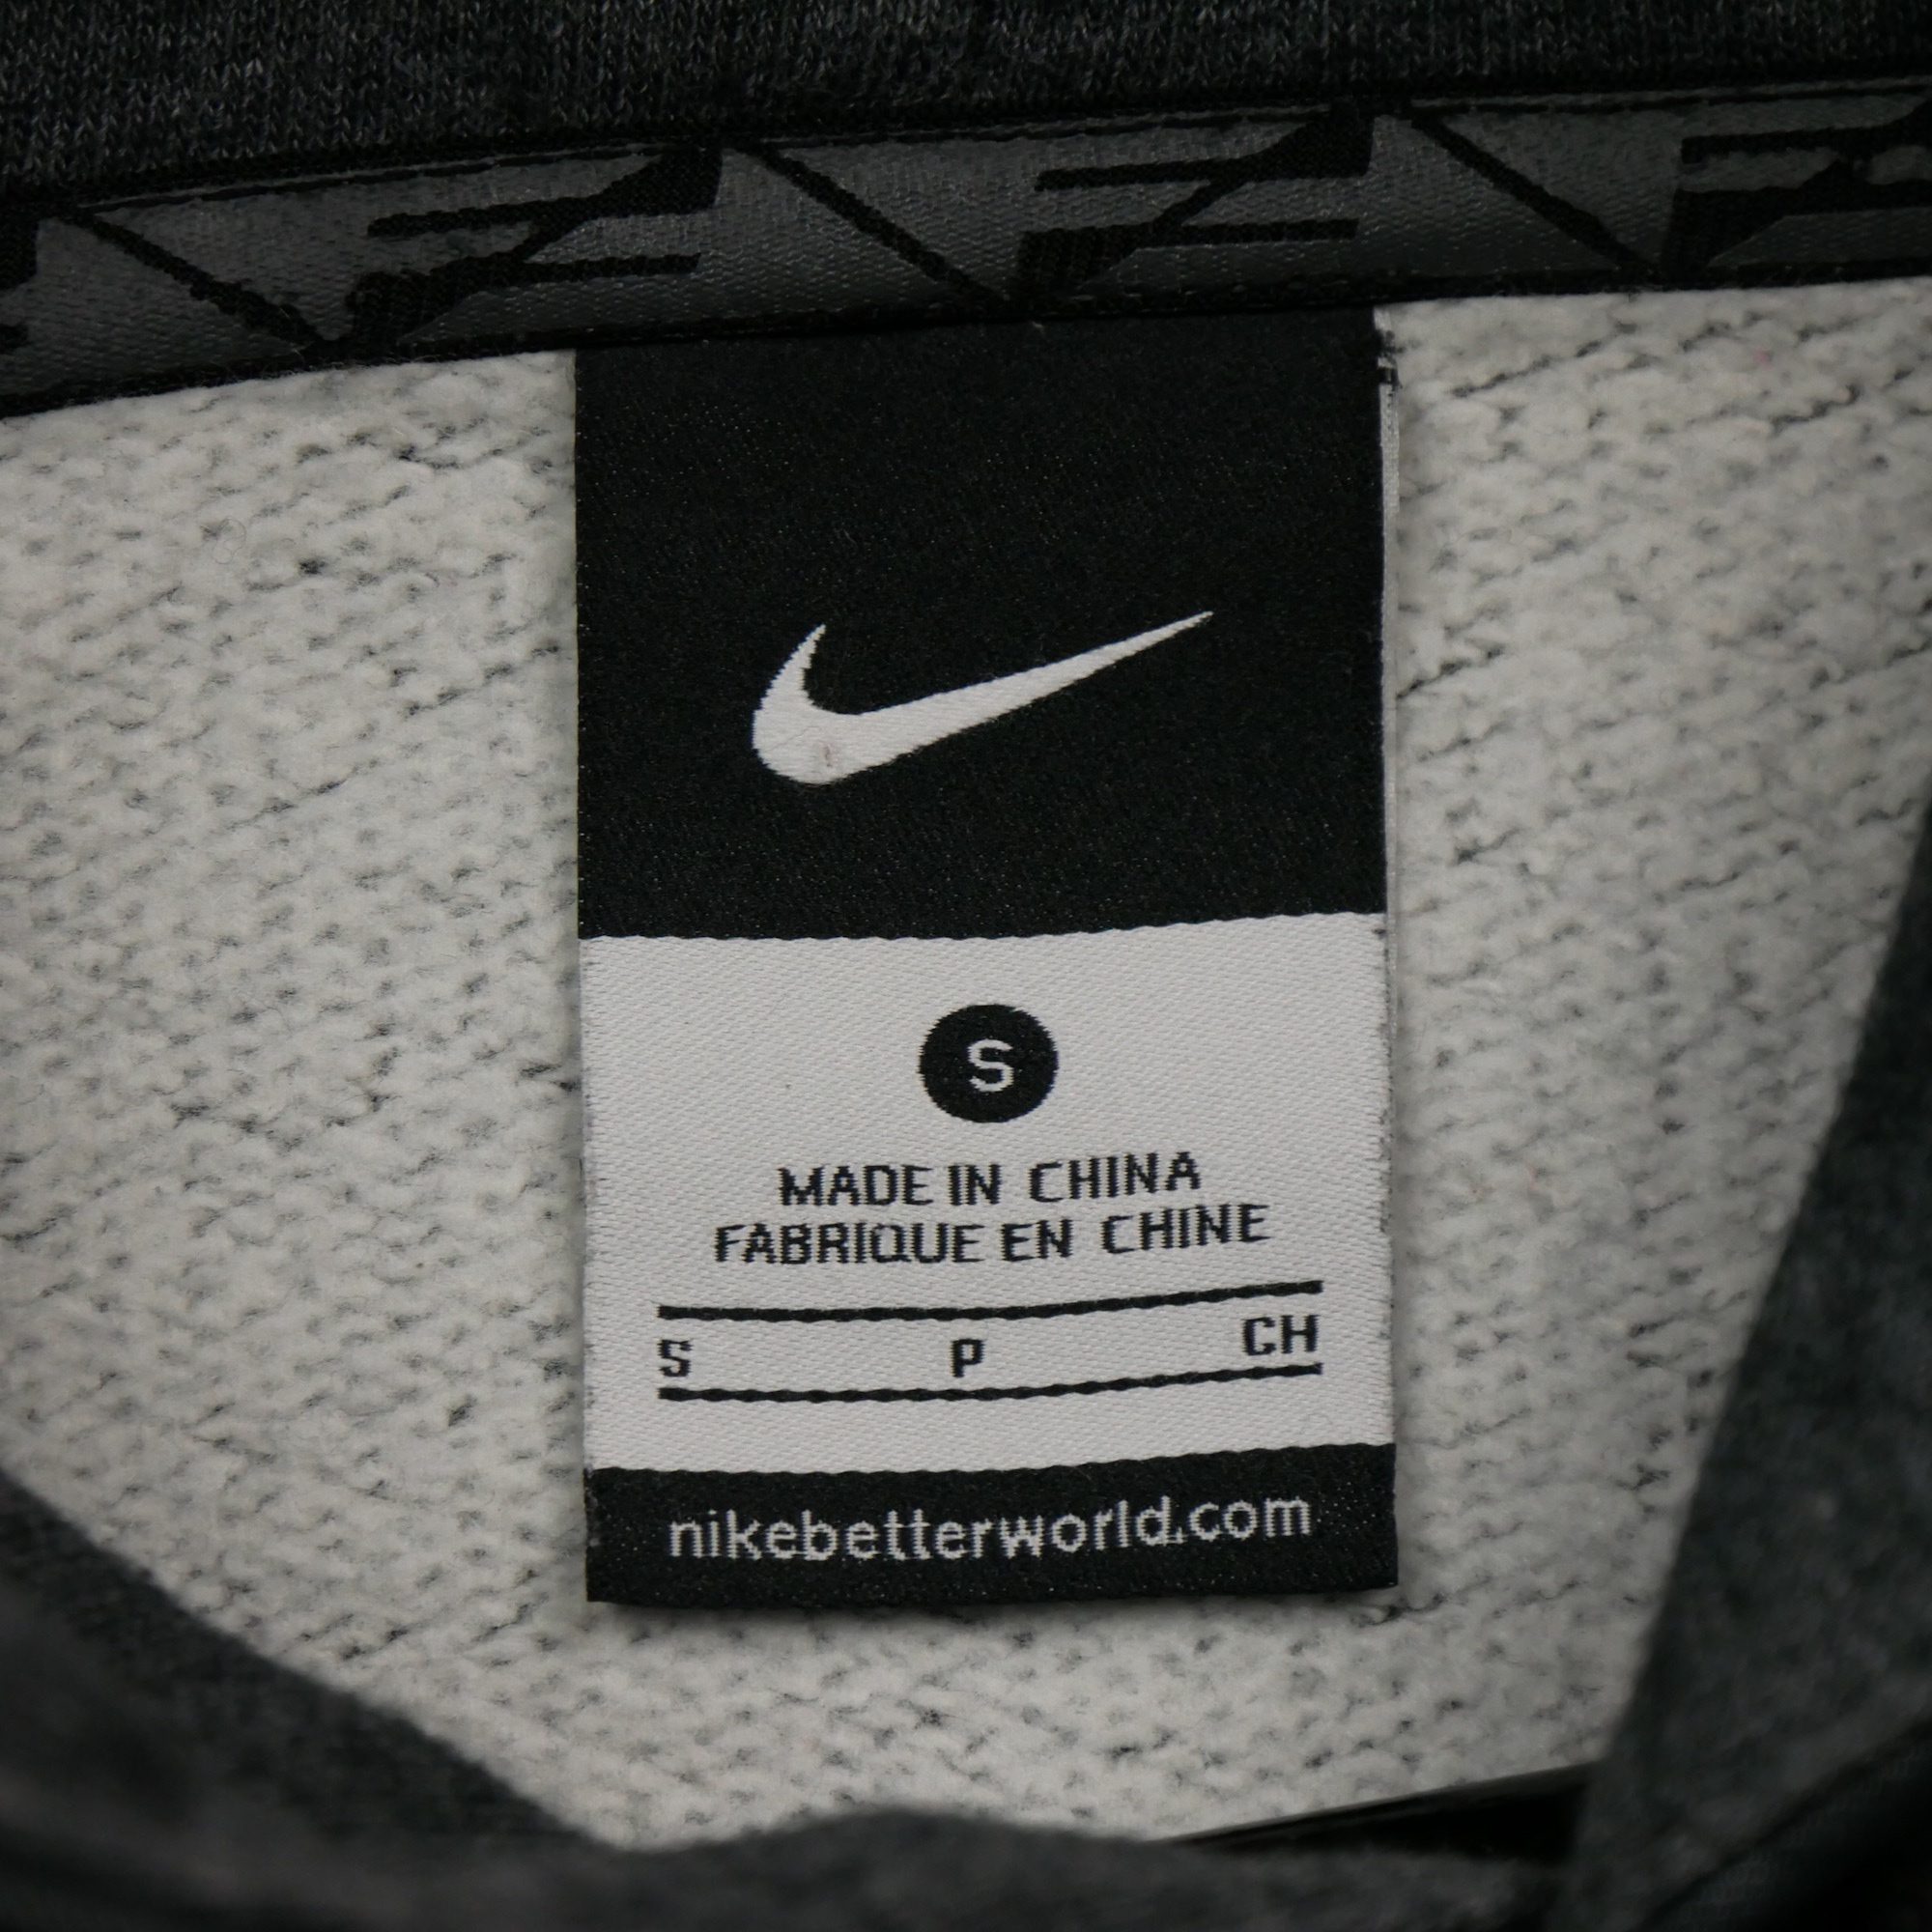 S
MADE IN CHINA
FABRIQUE EN CHINE
S P CH
nikebetterworld.com